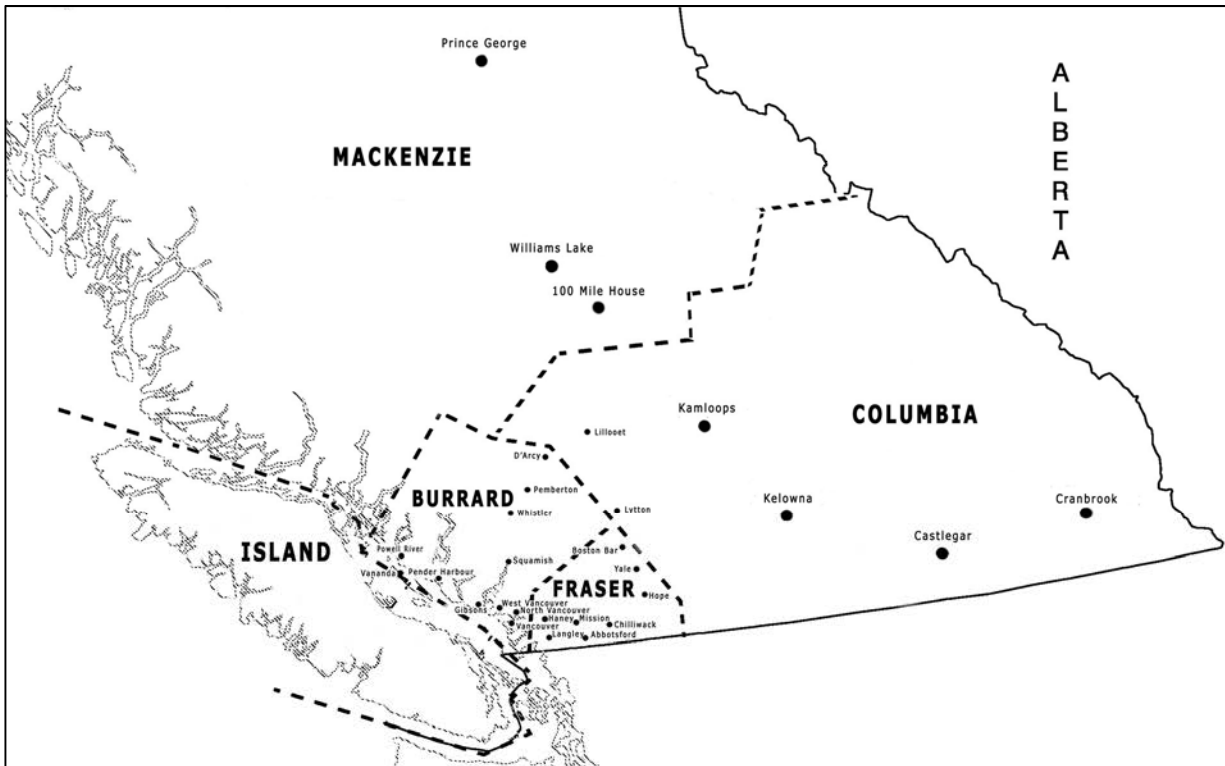 Prince George
ALBERTA
MACKENZIE
Williams Lake
100 Mile House
Kamloops
COLUMBIA
Lillooet
D'Arcy
BURRARD
Pemberton
Whistler
Lytton
Kelowna
Cranbrook
Castlegar
ISLAND
Powell River
Boston Bar
Squamish
Yale
Vananda
Pender Harbour
FRASER
Hope
Gibsons
West Vancouver
North Vancouver
Haney
Mission
Vancouver
Chilliwack
Langley
Abbotsford